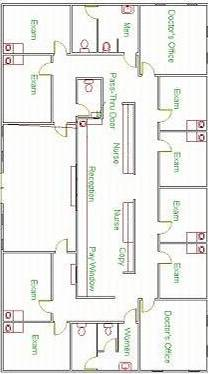 Exam
Exam
Men
Doctor's Office
Pass-Thru Door
Exam
Exam
Nurse
Reception
Nurse
Copy
Pay Window
Exam
Exam
Exam
Exam
Women
Doctor's Office